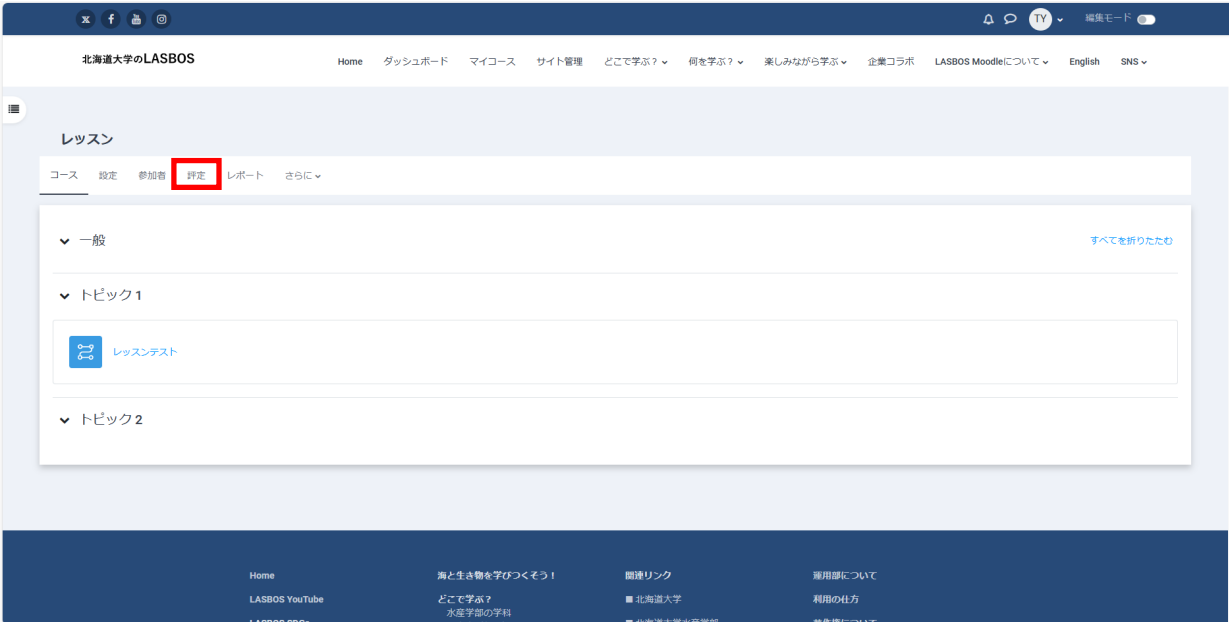 TY 編集モード
北海道大学のLASBOS Home ダッシュボード マイコース サイト管理 どこで学ぶ? 何を学ぶ? 楽しみながら学ぶ 企業コラボ LASBOS Moodleについて English SNS
レッスン
コース 設定 参加者 評定 レポート さらに
一般 すべてを折りたたむ
トピック 1
レッスンテスト
トピック 2
Home 海と生き物を学びつくそう! 関連リンク 運用部について
LASBOS YouTube どこで学ぶ? ■ 北海道大学 利用の仕方
水産学部の学科